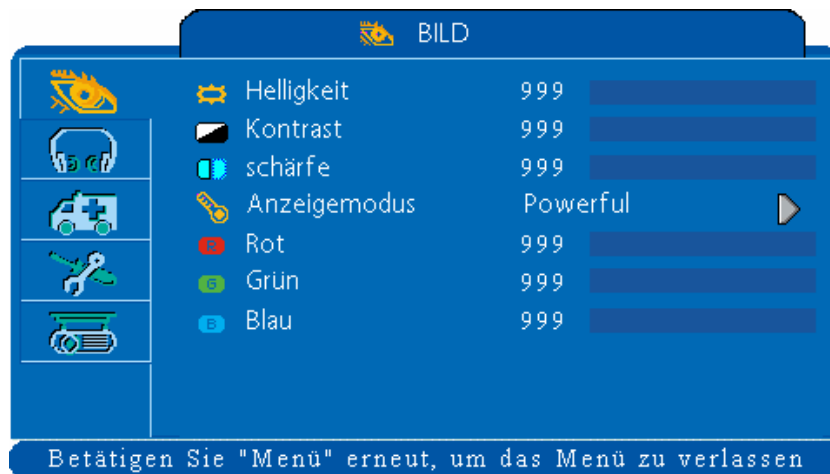 BILD
Helligkeit 999
Kontrast 999
schärfe 999
Anzeigemodus Powerful
R Rot 999
G Grün 999
B Blau 999
Betätigen Sie "Menü" erneut, um das Menü zu verlassen